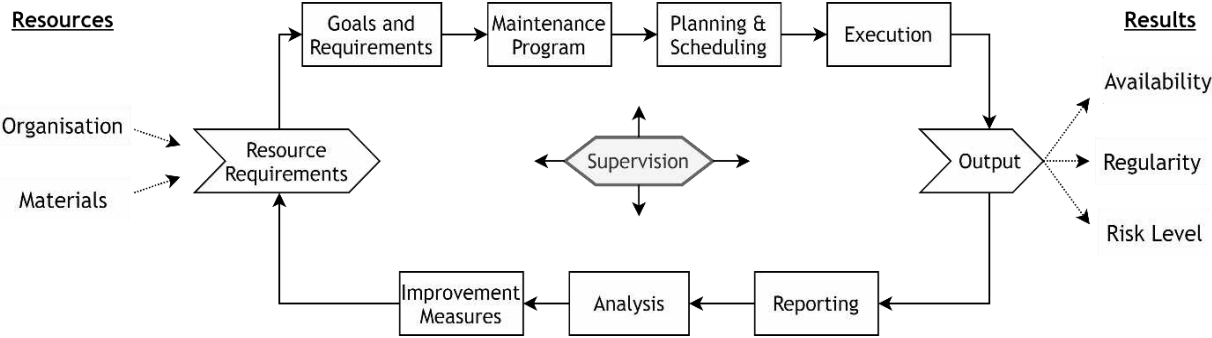 Resources
Organisation
Materials
Resource
Requirements
Goals and
Requirements
Maintenance
Program
Planning &
Scheduling
Execution
Supervision
Output
Results
Availability
Regularity
Risk Level
Reporting
Analysis
Improvement
Measures